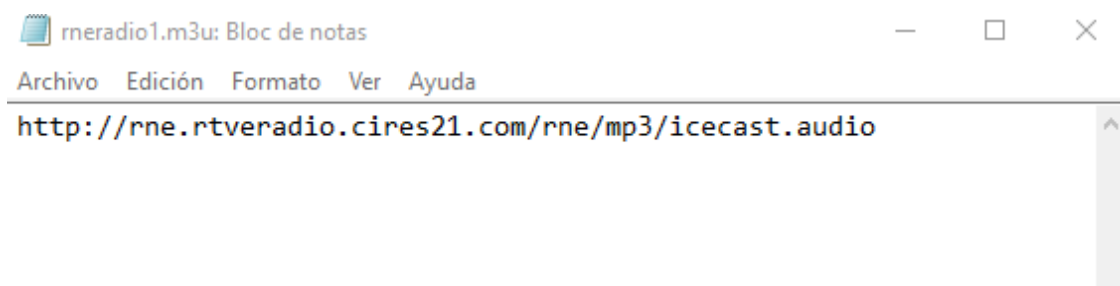 rneradio1.m3u: Bloc de notas
Archivo Edición Formato Ver Ayuda
http://rne.rtveradio.cires21.com/rne/mp3/icecast.audio